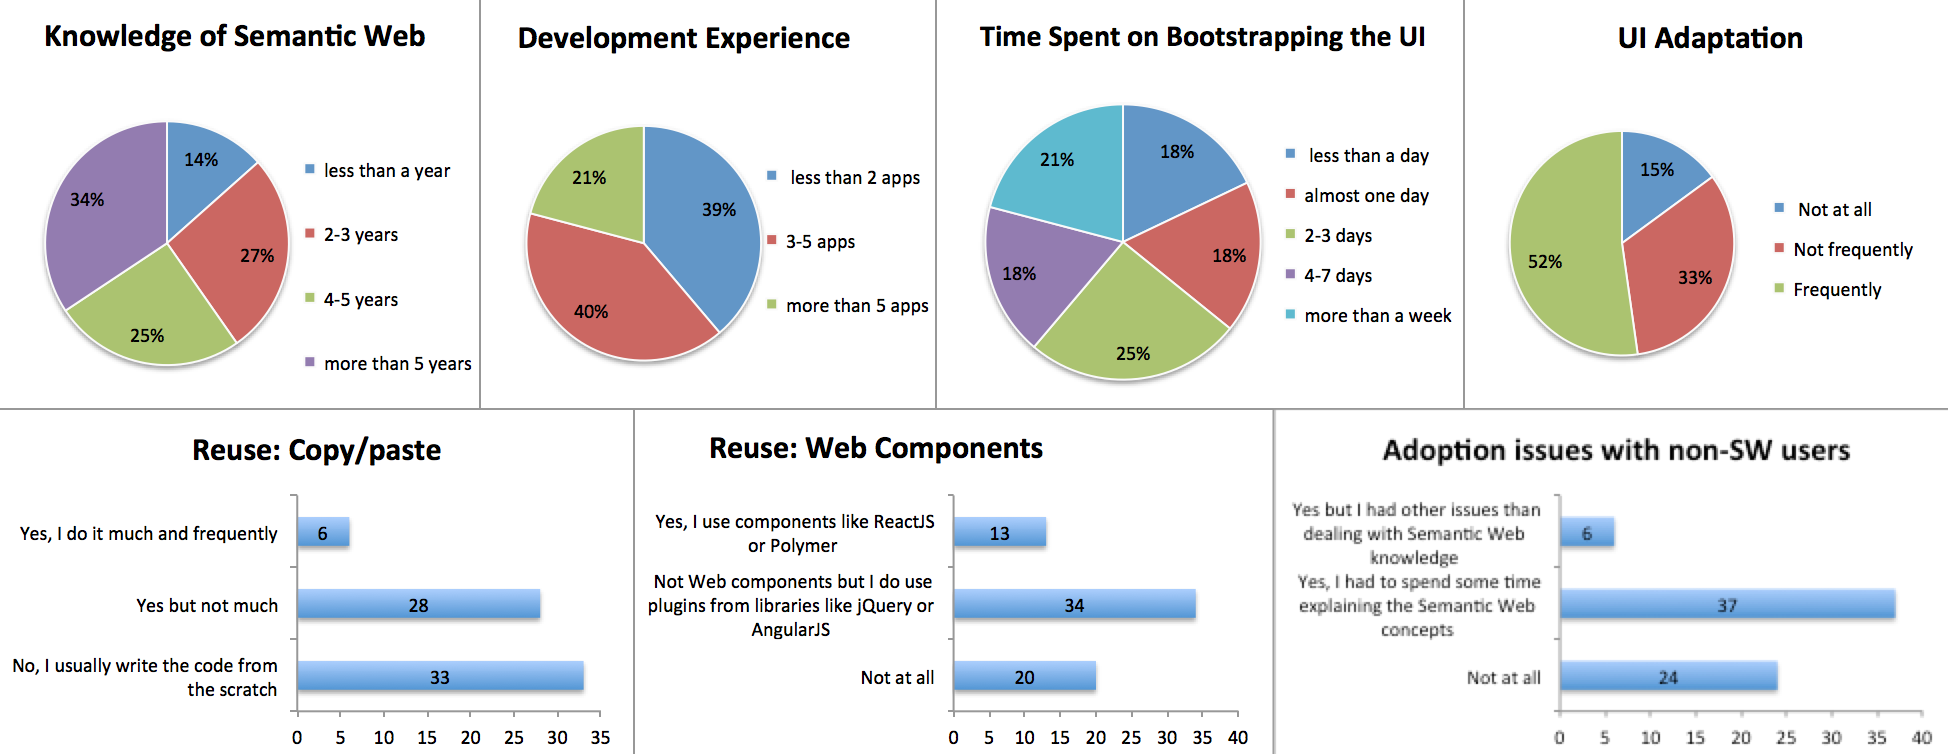 Knowledge of Semantic Web
14%
27%
25%
34%
less than a year
2-3 years
4-5 years
more than 5 years
Development Experience
39%
40%
21%
less than 2 apps
3-5 apps
more than 5 apps
Time Spent on Bootstrapping the UI
18%
18%
25%
18%
21%
less than a day
almost one day
2-3 days
4-7 days
more than a week
UI Adaptation
15%
33%
52%
Not at all
Not frequently
Frequently
Reuse: Copy/paste
Yes, I do it much and frequently
6
Yes but not much
28
No, I usually write the code from
the scratch
33
0 5 10 15 20 25 30 35
Reuse: Web Components
Yes, I use components like ReactJS
or Polymer
13
Not Web components but I do use
plugins from libraries like jQuery or
AngularJS
34
Not at all
20
0 5 10 15 20 25 30 35 40
Adoption issues with non-SW users
Yes but I had other issues than
dealing with Semantic Web
knowledge
6
Yes, I had to spend some time
explaining the Semantic Web
concepts
37
Not at all
24
0 5 10 15 20 25 30 35 40